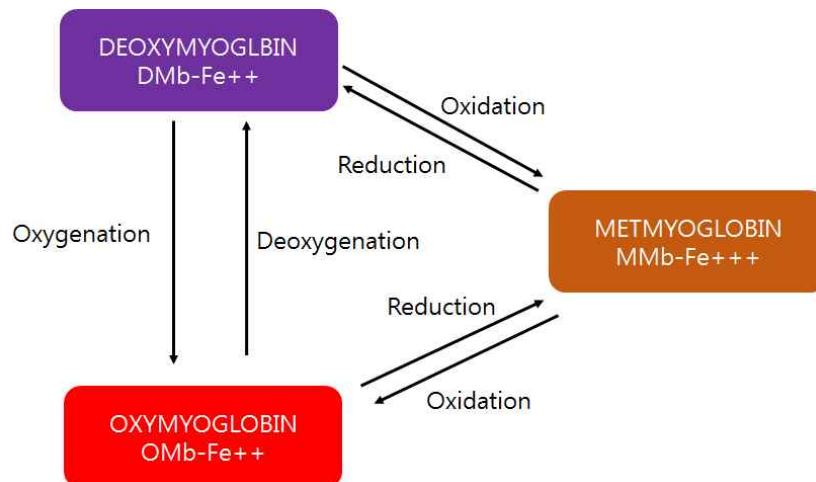 DEOXYMYOGLBIN
DMb-Fe++
Oxidation
Reduction
Oxygenation
Deoxygenation
METMYOGLOBIN
MMb-Fe+++
Reduction
Oxidation
OXYMYOGLOBIN
OMb-Fe++